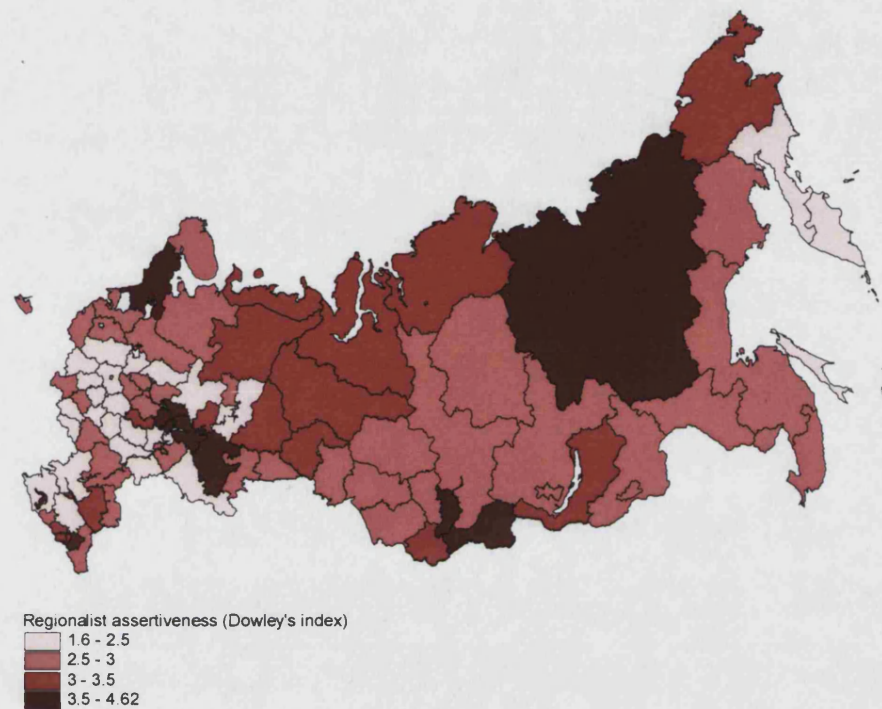 Regionalist assertiveness (Dowley's index)
1.6 - 2.5
2.5 - 3
3 - 3.5
3.5 - 4.62